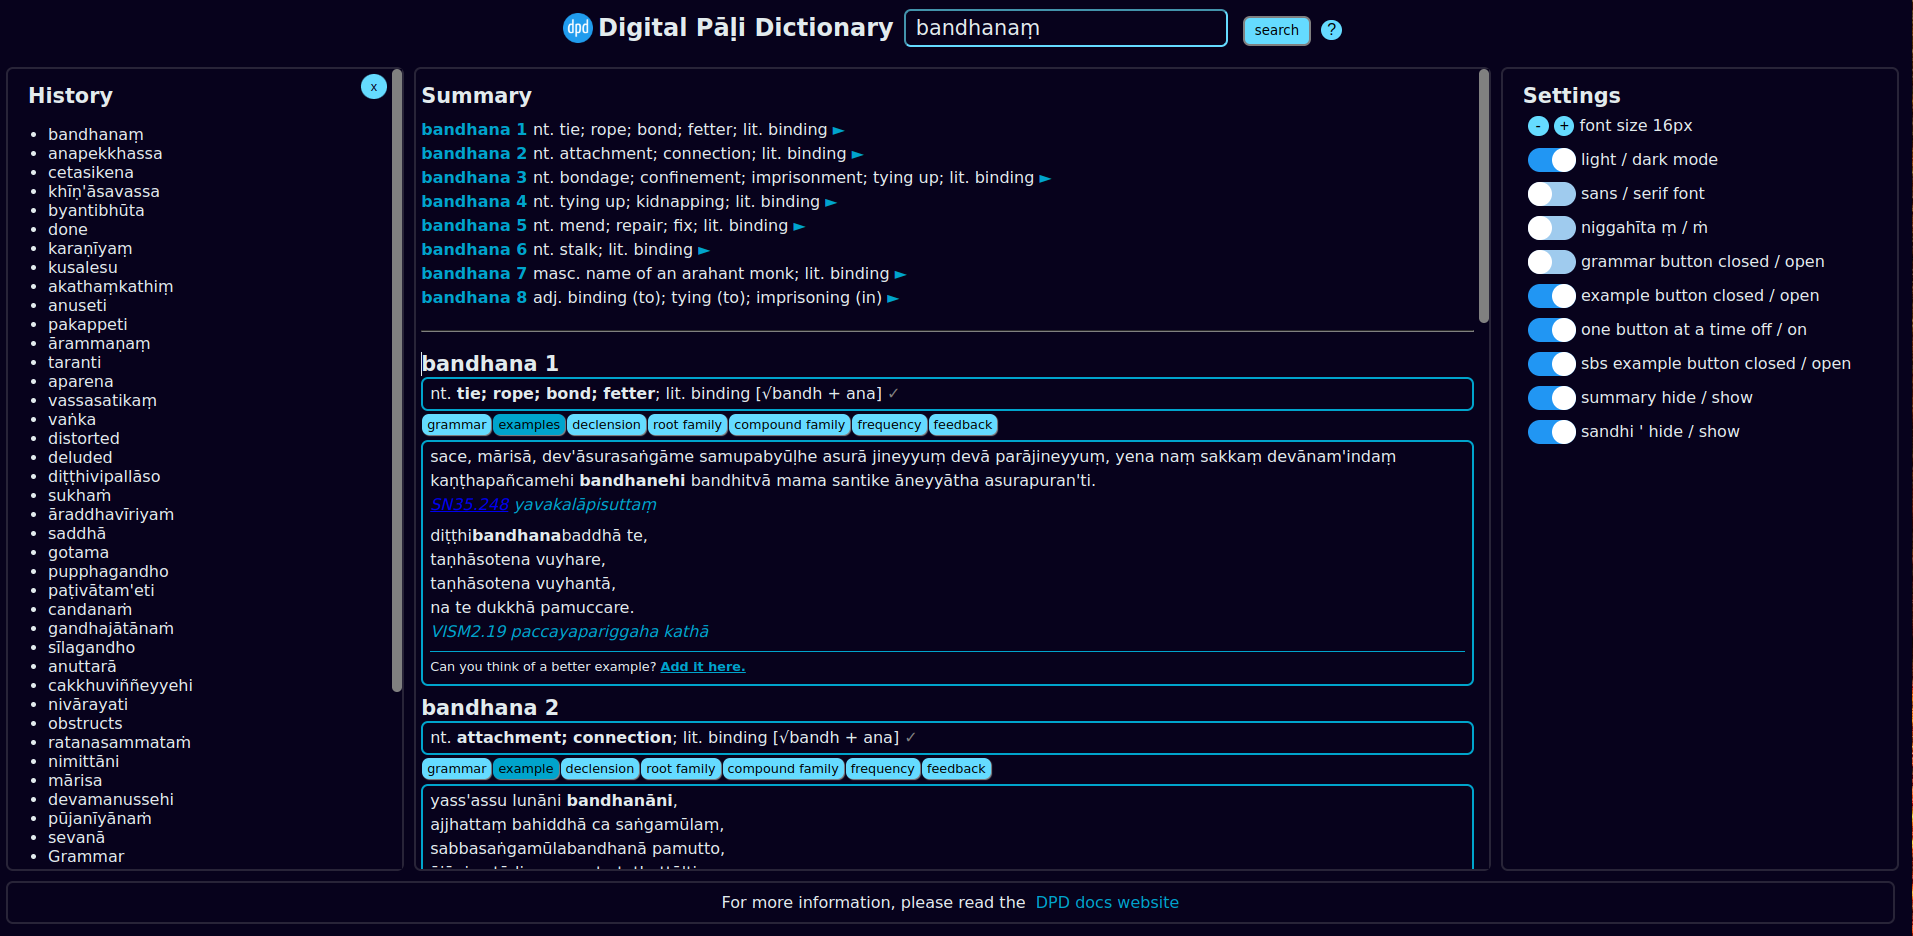 dpd Digital Pāḷi Dictionary bandhanaṃ search ?
History x
• bandhanaṃ
• anapekkhassa
• cetasikena
• khīṇ'āsavassa
• byantibhūta
• done
• karaṇīyaṃ
• kusalesu
• akathaṃkathiṃ
• anuseti
• pakappeti
• ārammaṇaṃ
• taranti
• aparena
• vassasatikaṃ
• vaṅka
• distorted
• deluded
• diṭṭhivipallāso
• sukhaṁ
• āraddhavīriyaṁ
• saddhā
• gotama
• pupphagandho
• paṭivātam'eti
• candanaṁ
• gandhajātānaṁ
• sīlagandho
• anuttarā
• cakkhuviññeyyehi
• nivārayati
• obstructs
• ratanasammataṁ
• nimittāni
• mārisa
• devamanussehi
• pūjanīyānaṁ
• sevanā
• Grammar
Summary
bandhana 1 nt. tie; rope; bond; fetter; lit. binding ►
bandhana 2 nt. attachment; connection; lit. binding ►
bandhana 3 nt. bondage; confinement; imprisonment; tying up; lit. binding ►
bandhana 4 nt. tying up; kidnapping; lit. binding ►
bandhana 5 nt. mend; repair; fix; lit. binding ►
bandhana 6 nt. stalk; lit. binding ►
bandhana 7 masc. name of an arahant monk; lit. binding ►
bandhana 8 adj. binding (to); tying (to); imprisoning (in) ►
bandhana 1
nt. tie; rope; bond; fetter; lit. binding [√bandh + ana] ✓
grammar examples declension root family compound family frequency feedback
sace, mārisā, dev'āsurasaṅgāme samupabyūḷhe asurā jineyyuṃ devā parājineyyuṃ, yena naṃ sakkaṃ devānam'indaṃ
kaṇṭhapañcamehi bandhanehi bandhitvā mama santike āneyyātha asurapuran'ti.
SN35.248 yavakalāpisuttaṃ
diṭṭhibandhanabaddhā te,
taṇhāsotena vuyhare,
taṇhāsotena vuyhantā,
na te dukkhā pamuccare.
VISM2.19 paccayapariggaha kathā
Can you think of a better example? Add it here.
bandhana 2
nt. attachment; connection; lit. binding [√bandh + ana] ✓
grammar example declension root family compound family frequency feedback
yass'assu lunāni bandhanāni,
ajjhattaṃ bahiddhā ca saṅgamūlaṃ,
sabbasaṅgamūlabandhanā pamutto,
Settings
- + font size 16px
light / dark mode
sans / serif font
niggahīta ṃ / ṁ
grammar button closed / open
example button closed / open
one button at a time off / on
sbs example button closed / open
summary hide / show
sandhi ' hide / show
For more information, please read the DPD docs website